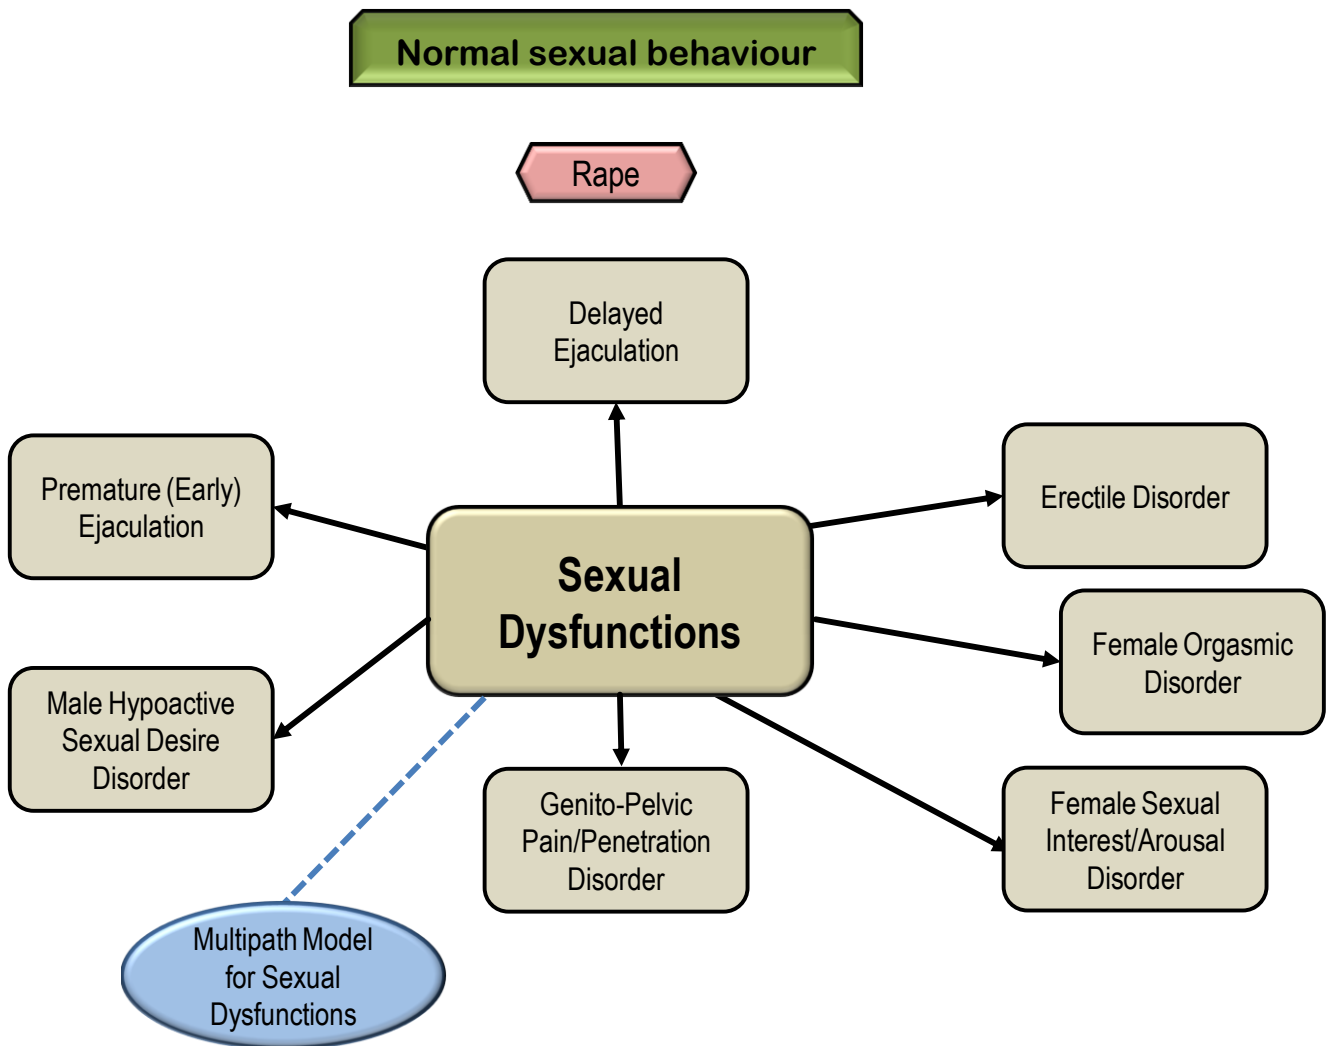 Normal sexual behaviour
Rape
Delayed
Ejaculation
Premature (Early)
Ejaculation
Erectile Disorder
Sexual
Dysfunctions
Female Orgasmic
Disorder
Male Hypoactive
Sexual Desire
Disorder
Genito-Pelvic
Pain/Penetration
Disorder
Female Sexual
Interest/Arousal
Disorder
Multipath Model
for Sexual
Dysfunctions